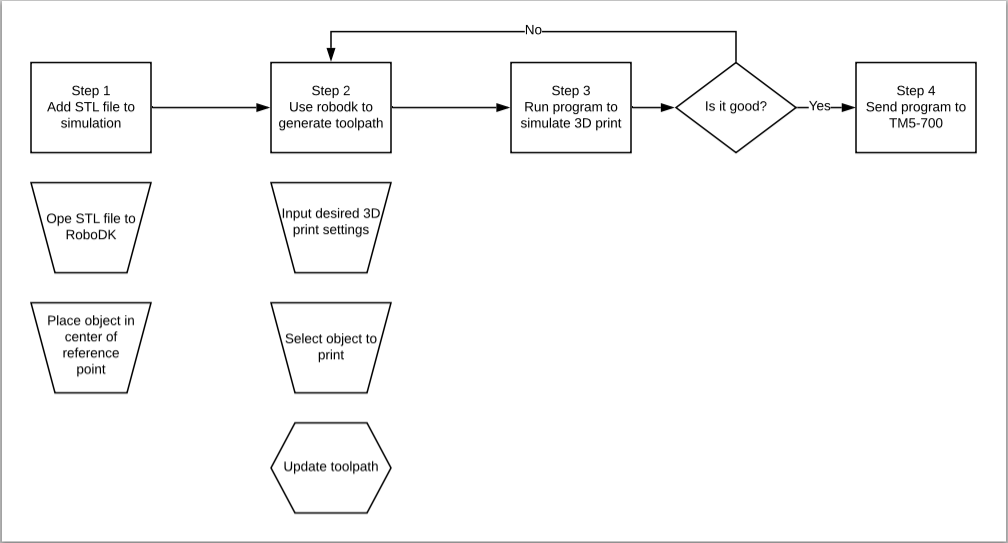 No
Step 1
Add STL file to
simulation
Step 2
Use robodk to
generate toolpath
Step 3
Run program to
simulate 3D print
Is it good?
Yes
Step 4
Send program to
TM5-700
Ope STL file to
RoboDK
Input desired 3D
print settings
Place object in
center of
reference
point
Select object to
print
Update toolpath